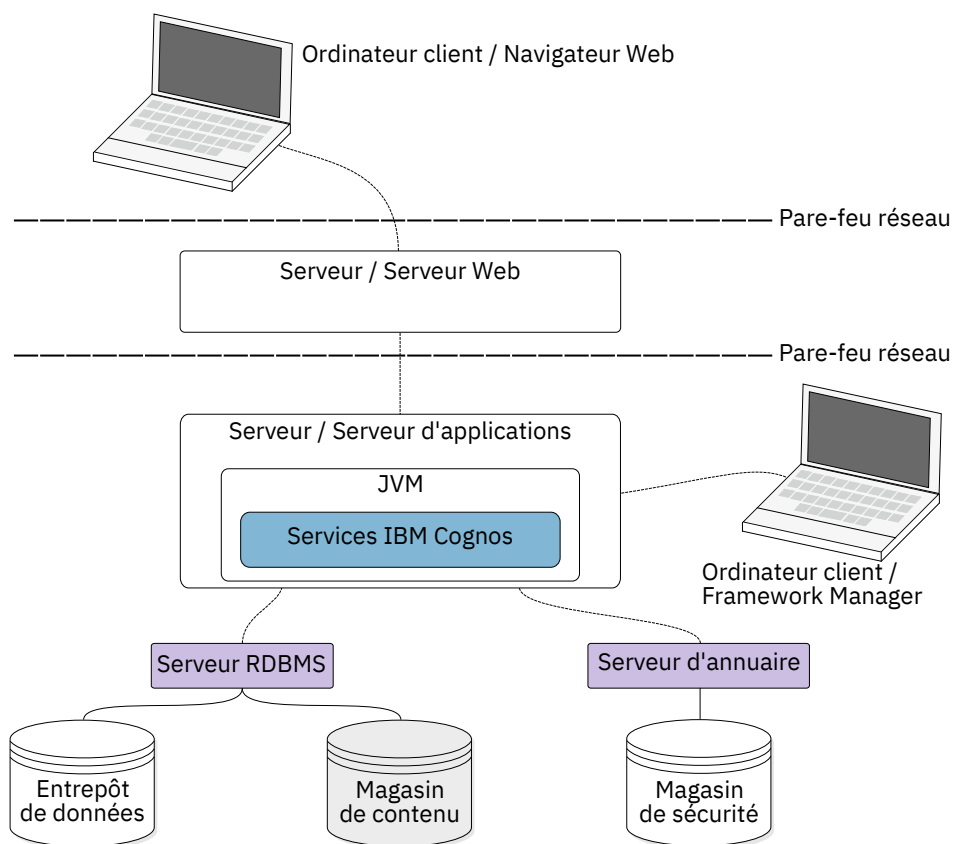 Ordinateur client / Navigateur Web
Pare-feu réseau
Serveur / Serveur Web
Pare-feu réseau
Serveur / Serveur d'applications
JVM
Services IBM Cognos
Ordinateur client /
Framework Manager
Serveur RDBMS
Serveur d'annuaire
Entrepôt
de données
Magasin
de contenu
Magasin
de sécurité